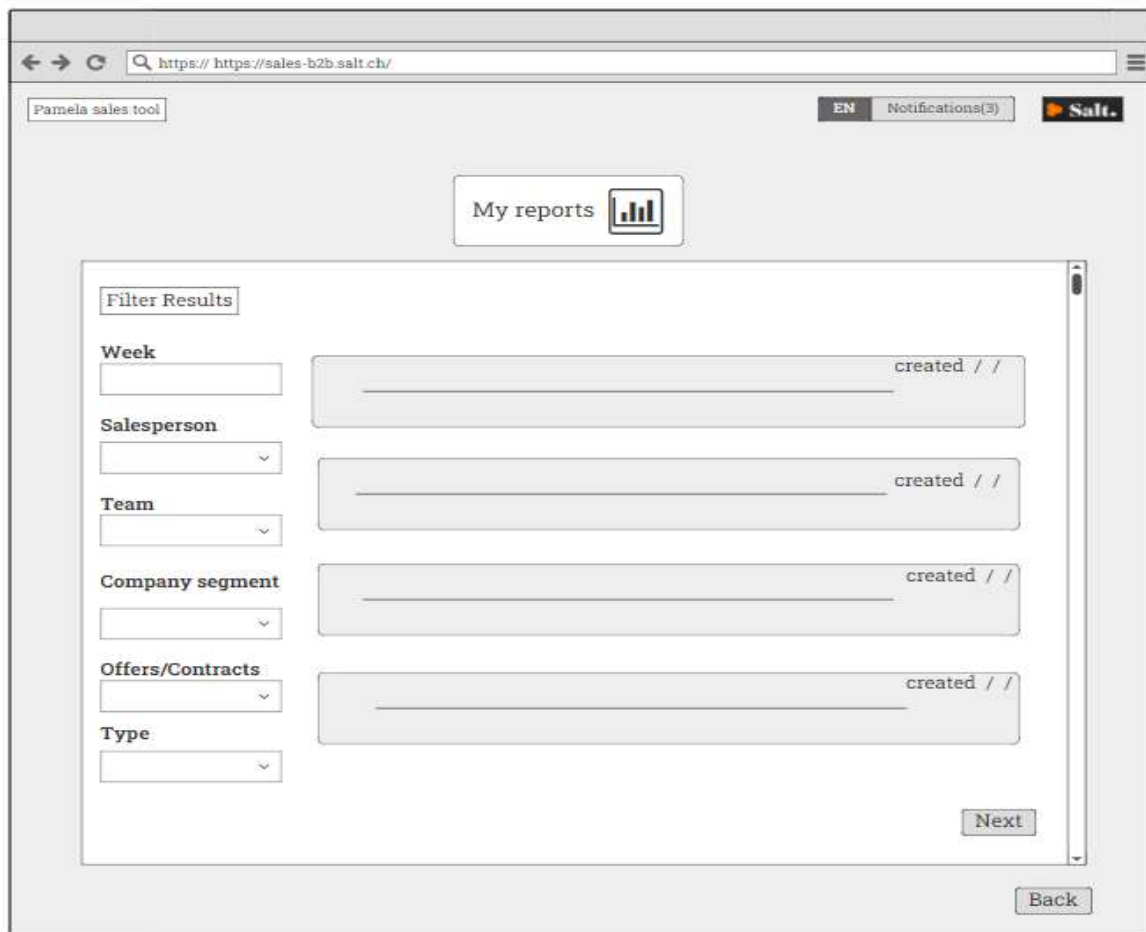 https:// https://sales-b2b.salt.ch/
Pamela sales tool
EN
Notifications(3)
Salt.
My reports
Filter Results
Week
created / /
Salesperson
created / /
Team
Company segment
created / /
Offers/Contracts
created / /
Type
Next
Back